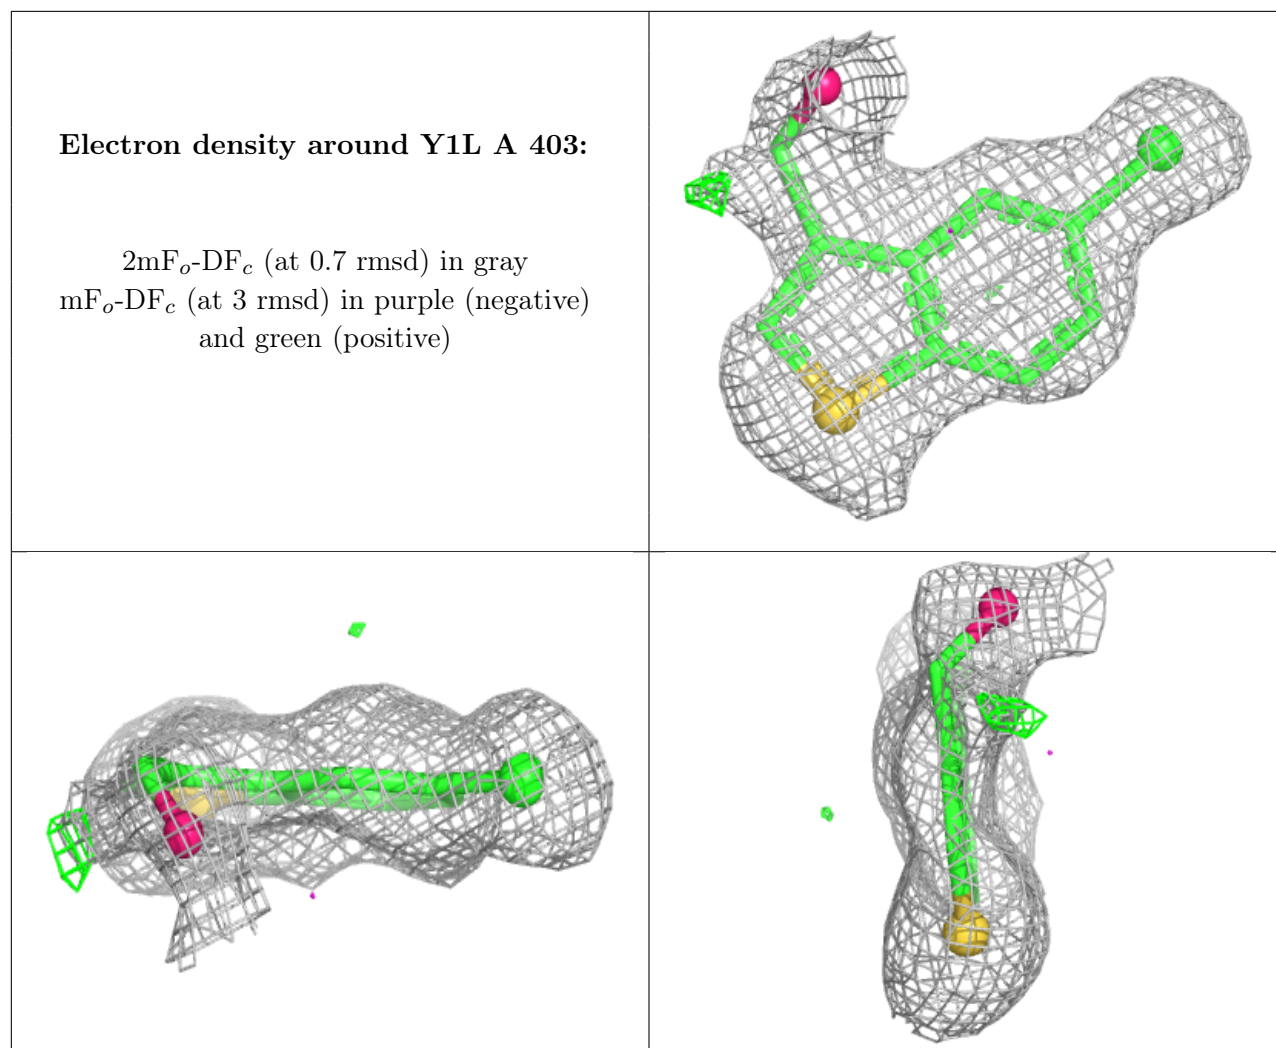 Electron density around Y1L A 403:
2mFₒ-DF𝒸 (at 0.7 rmsd) in gray
mFₒ-DF𝒸 (at 3 rmsd) in purple (negative)
and green (positive)